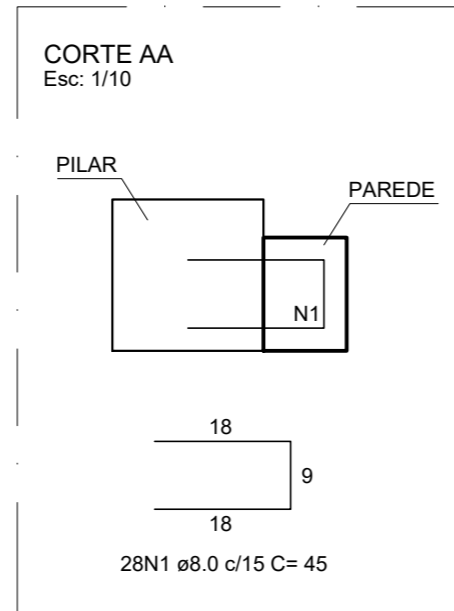 CORTE AA
Esc: 1/10
PILAR
PAREDE
N1
18
9
18
28N1 ø8.0 c/15 C= 45